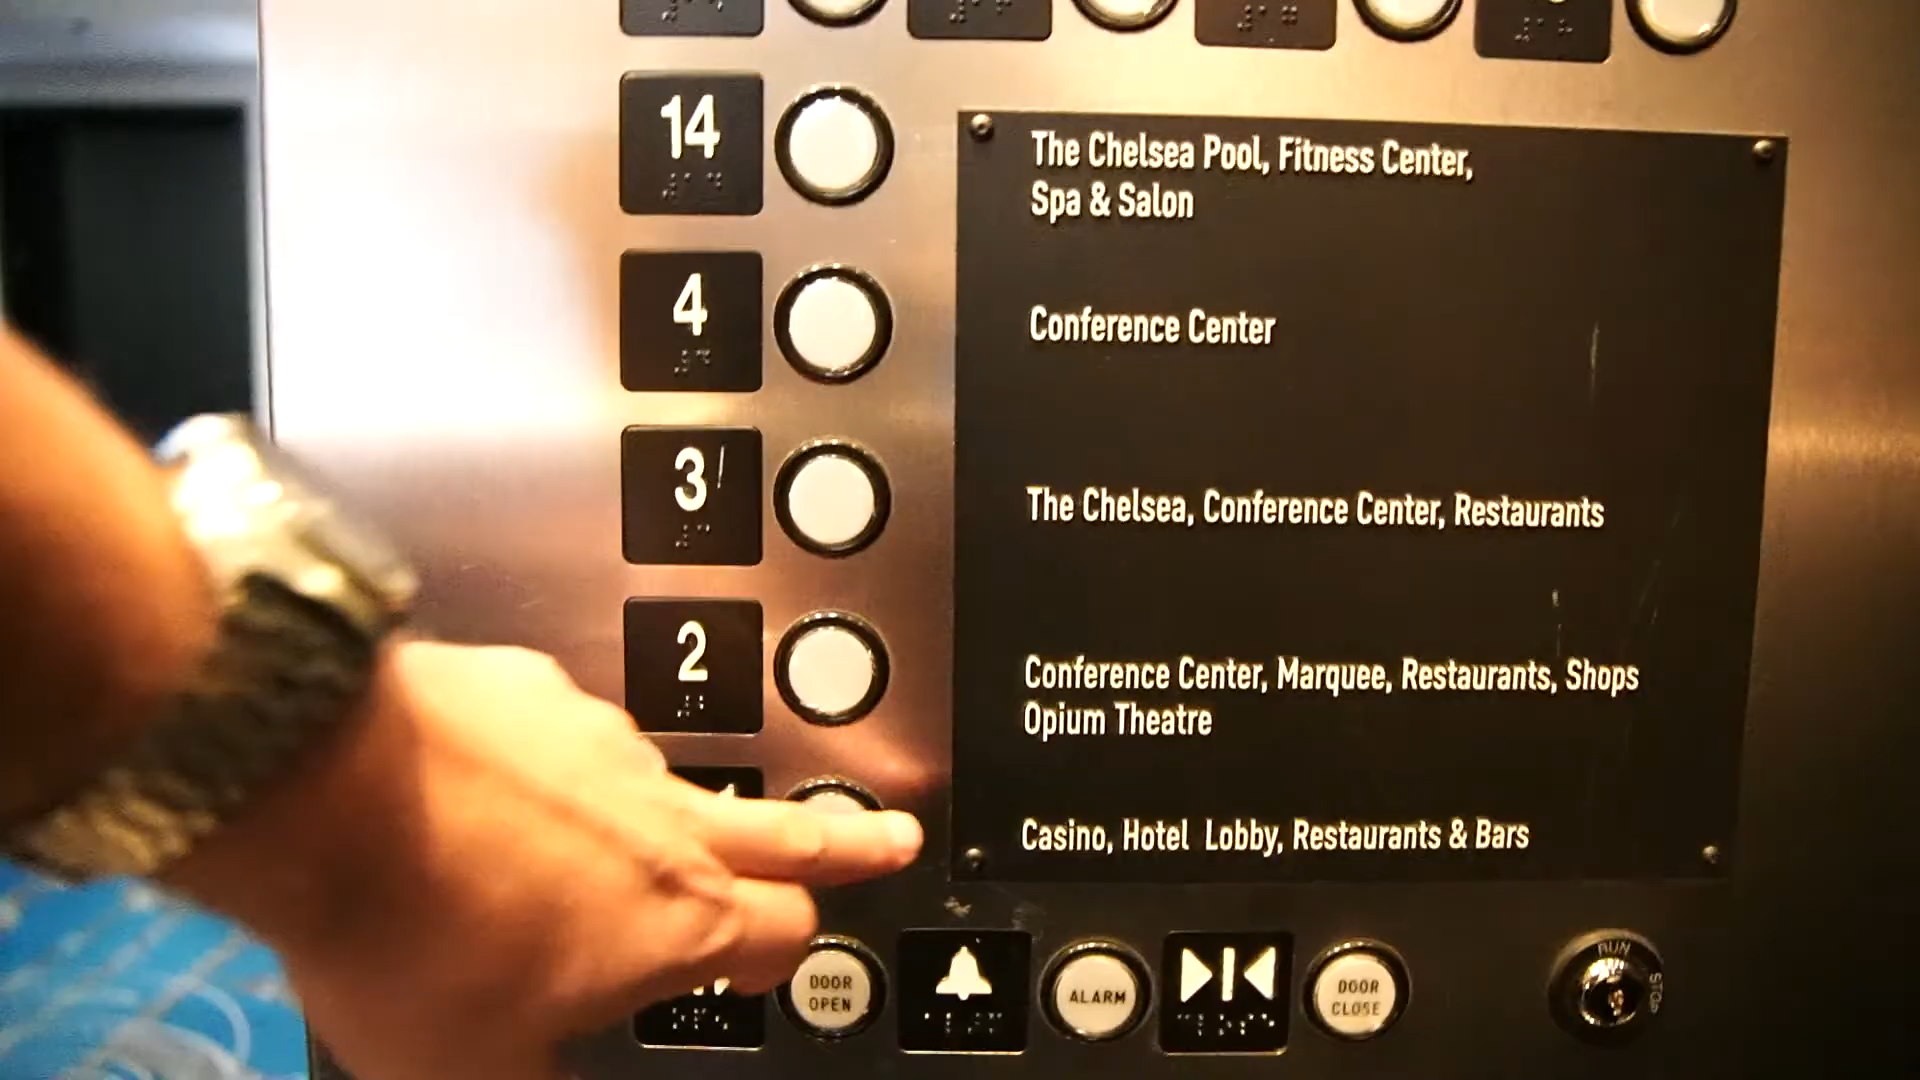 14
The Chelsea Pool, Fitness Center,
Spa & Salon
4
Conference Center
3
The Chelsea, Conference Center, Restaurants
2
Conference Center, Marquee, Restaurants, Shops
Opium Theatre
Casino, Hotel Lobby, Restaurants & Bars
DOOR
OPEN
ALARM
DOOR
CLOSE
RUN
STOP